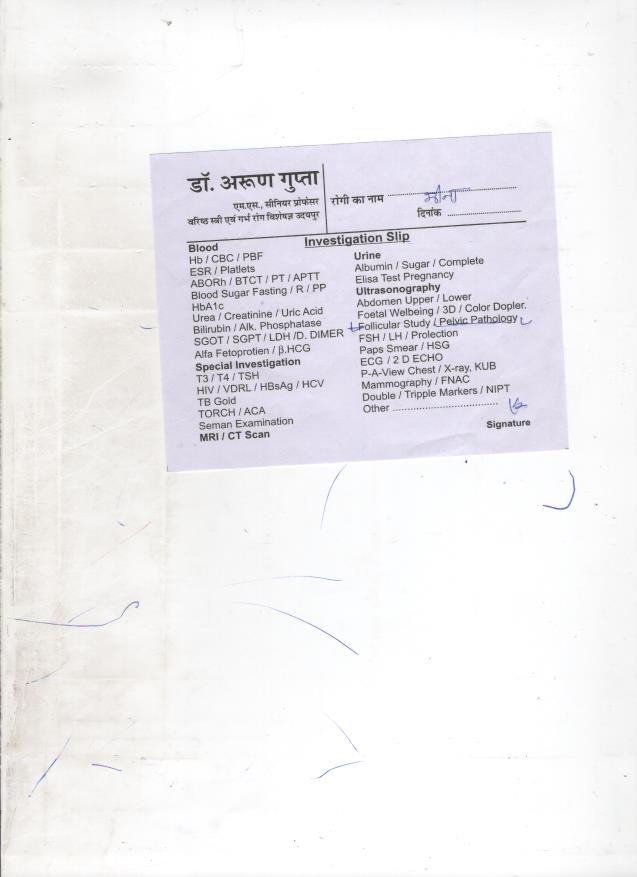 डॉ. अरूण गुप्ता
एम.एस., सीनियर प्रोफेसर
वरिष्ठ स्त्री एवं गर्भ रोग विशेषज्ञ उदयपुर
रोगी का नाम ........................ मीना
दिनांक ........................
Investigation Slip
Blood
Hb / CBC / PBF
ESR / Platlets
ABORh / BTCT / PT / APTT
Blood Sugar Fasting / R / PP
HbA1c
Urea / Creatinine / Uric Acid
Bilirubin / Alk. Phosphatase
SGOT / SGPT / LDH /D. DIMER
Alfa Fetoprotien / β.HCG
Special Investigation
T3 / T4 / TSH
HIV / VDRL / HBsAg / HCV
TB Gold
TORCH / ACA
Seman Examination
MRI / CT Scan
Urine
Albumin / Sugar / Complete
Elisa Test Pregnancy
Ultrasonography
Abdomen Upper / Lower
Foetal Welbeing / 3D / Color Dopler.
Follicular Study / Pelvic Pathology
FSH / LH / Prolection
Paps Smear / HSG
ECG / 2 D ECHO
P-A-View Chest / X-ray, KUB
Mammography / FNAC
Double / Tripple Markers / NIPT
Other ................................
Signature